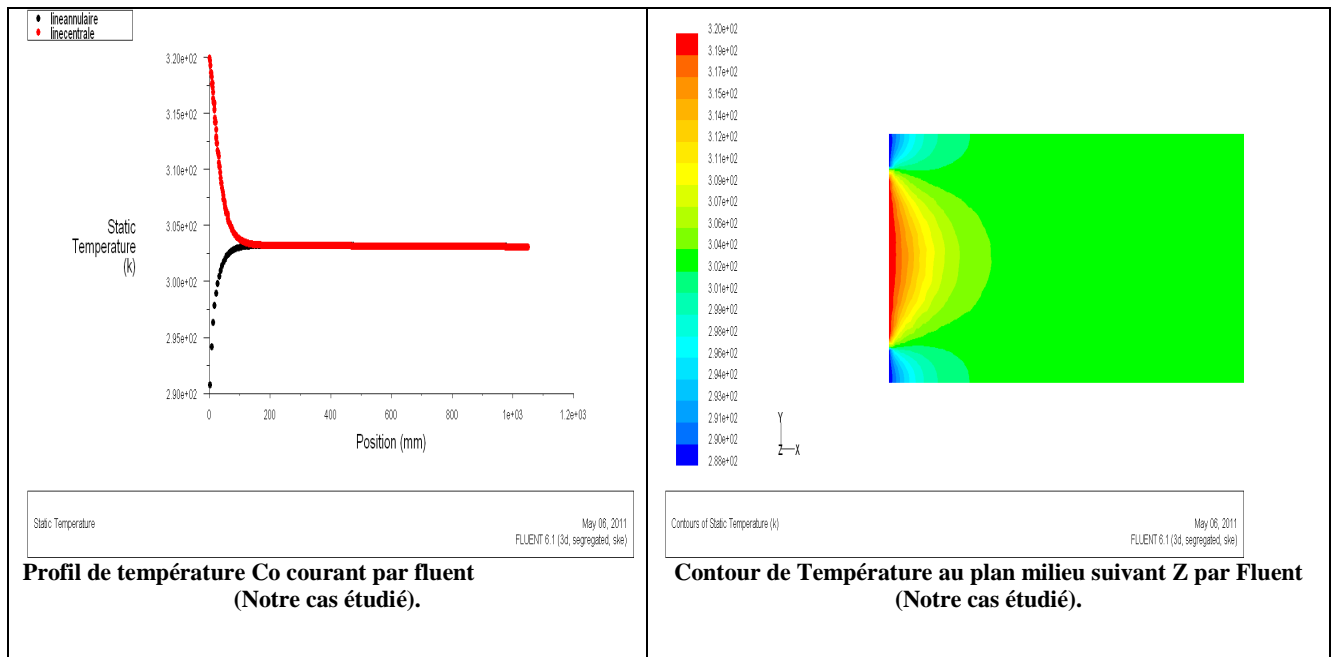 lineannulaire
linecentrale
3.20e+02
3.15e+02
3.10e+02
3.05e+02
3.00e+02
2.95e+02
2.90e+02
Static
Temperature
(k)
0
200
400
600
800
1e+03
1.2e+03
Position (mm)
Static Temperature
May 06, 2011
FLUENT 6.1 (3d, segregated, ske)
Profil de température Co courant par fluent
(Notre cas étudié).
3.20e+02
3.19e+02
3.17e+02
3.15e+02
3.14e+02
3.12e+02
3.11e+02
3.09e+02
3.07e+02
3.06e+02
3.04e+02
3.02e+02
3.01e+02
2.99e+02
2.98e+02
2.96e+02
2.94e+02
2.93e+02
2.91e+02
2.90e+02
2.88e+02
Y
Z
X
Contours of Static Temperature (k)
May 06, 2011
FLUENT 6.1 (3d, segregated, ske)
Contour de Température au plan milieu suivant Z par Fluent
(Notre cas étudié).